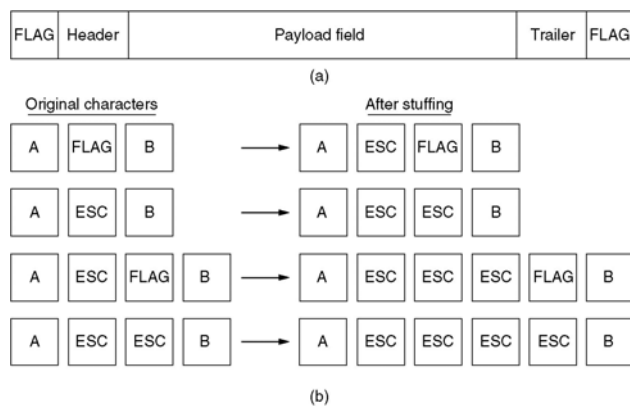 FLAG Header Payload field Trailer FLAG
(a)
Original characters After stuffing
A FLAG B A ESC FLAG B
A ESC B A ESC ESC B
A ESC FLAG B A ESC ESC ESC FLAG B
A ESC ESC B A ESC ESC ESC ESC B
(b)